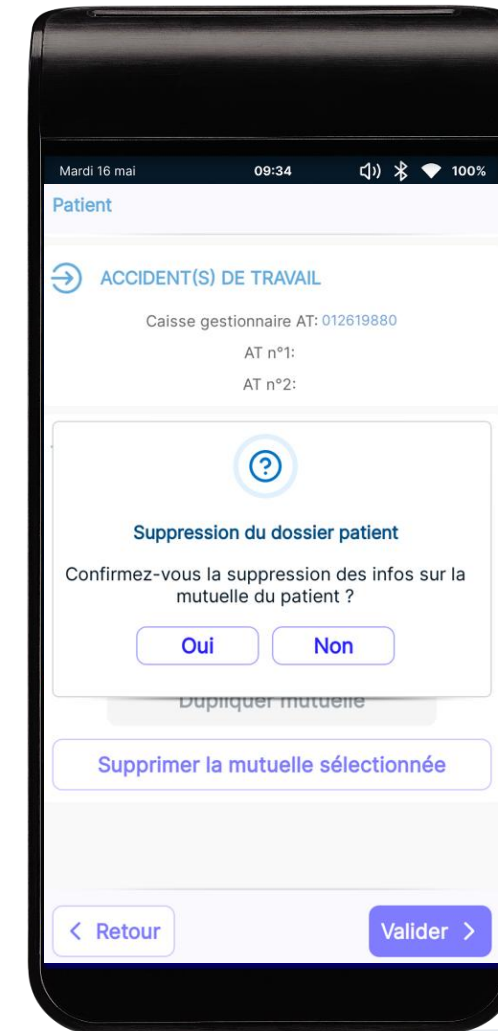 Mardi 16 mai 09:34 100%
Patient
ACCIDENT(S) DE TRAVAIL
Caisse gestionnaire AT: 012619880
AT n°1:
AT n°2:
Suppression du dossier patient
Confirmez-vous la suppression des infos sur la
mutuelle du patient ?
Oui Non
Dupliquer mutuelle
Supprimer la mutuelle sélectionnée
Retour Valider